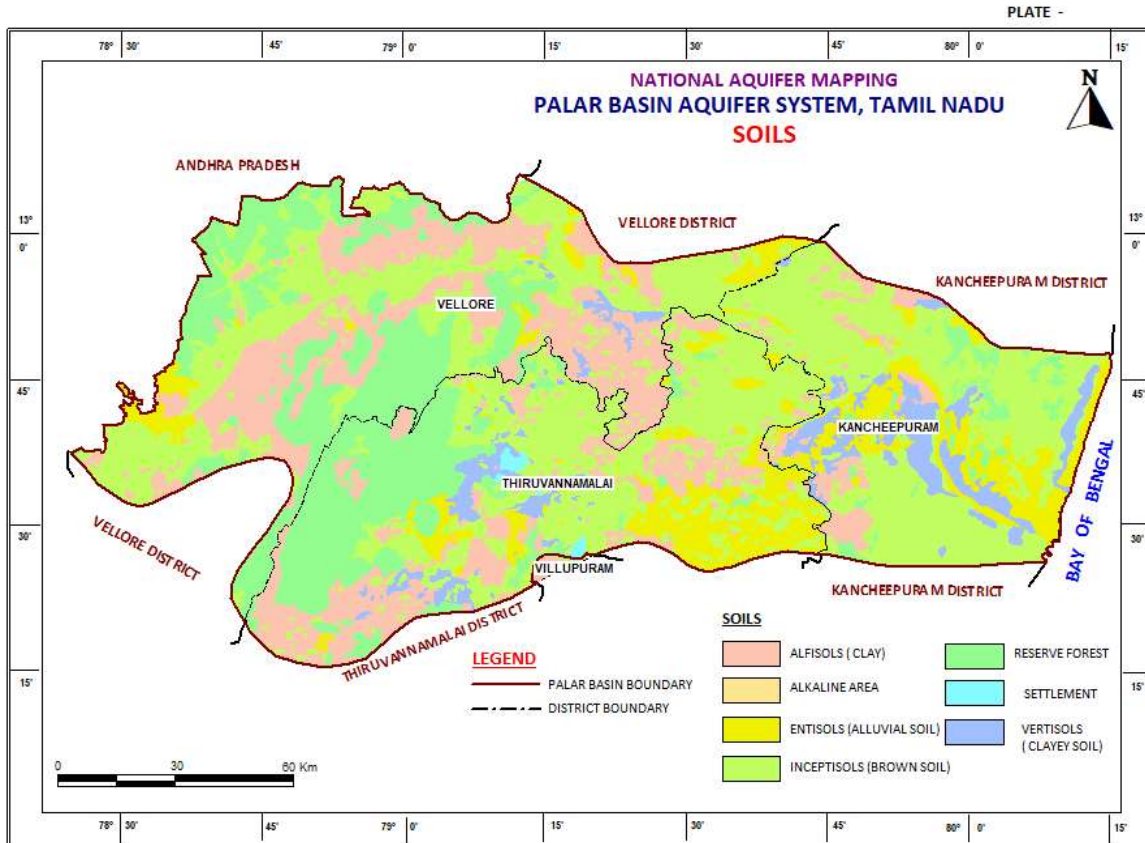 PLATE -
78° 30' 45' 79° 0' 15' 30' 45' 80° 0' 15'
NATIONAL AQUIFER MAPPING
PALAR BASIN AQUIFER SYSTEM, TAMIL NADU
SOILS
N
ANDHRA PRADESH
13° 0'
VELLORE DISTRICT
13° 0'
KANCHEEPURAM DISTRICT
VELLORE
45'
45'
KANCHEEPURAM
THIRUVANNAMALAI
BAY OF BENGAL
VELLORE DISTRICT
30'
30'
VILLUPURAM
KANCHEEPURAM DISTRICT
THIRUVANNAMALAI DISTRICT
15'
15'
LEGEND
PALAR BASIN BOUNDARY
DISTRICT BOUNDARY
SOILS
ALFISOLS ( CLAY)
ALKALINE AREA
ENTISOLS (ALLUVIAL SOIL)
INCEPTISOLS (BROWN SOIL)
RESERVE FOREST
SETTLEMENT
VERTISOLS
( CLAYEY SOIL)
0 30 60 Km
78° 30' 45' 79° 0' 15' 30' 45' 80° 0' 15'